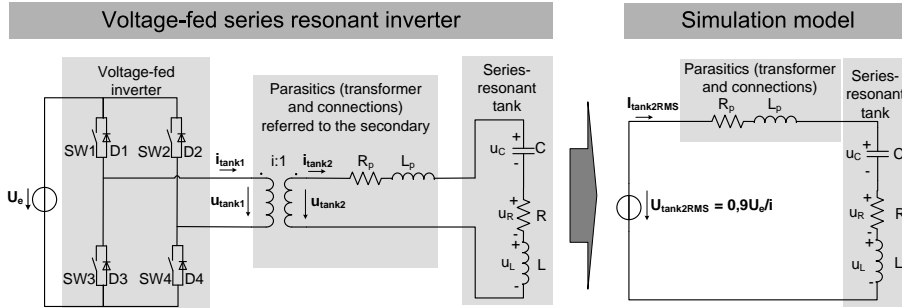 Voltage-fed series resonant inverter
Simulation model
Voltage-fed
inverter
Parasitics (transformer
and connections)
referred to the secondary
Series-
resonant
tank
SW1
D1
SW2
D2
SW3
D3
SW4
D4
Ue
itank1
i:1
itank2
Rp
Lp
utank1
utank2
+
uC
-
C
+
uR
-
R
+
uL
-
L
Parasitics (transformer
and connections)
Series-
resonant
tank
Itank2RMS
Rp
Lp
Utank2RMS = 0,9Ue/i
+
uC
-
C
+
uR
-
R
+
uL
-
L